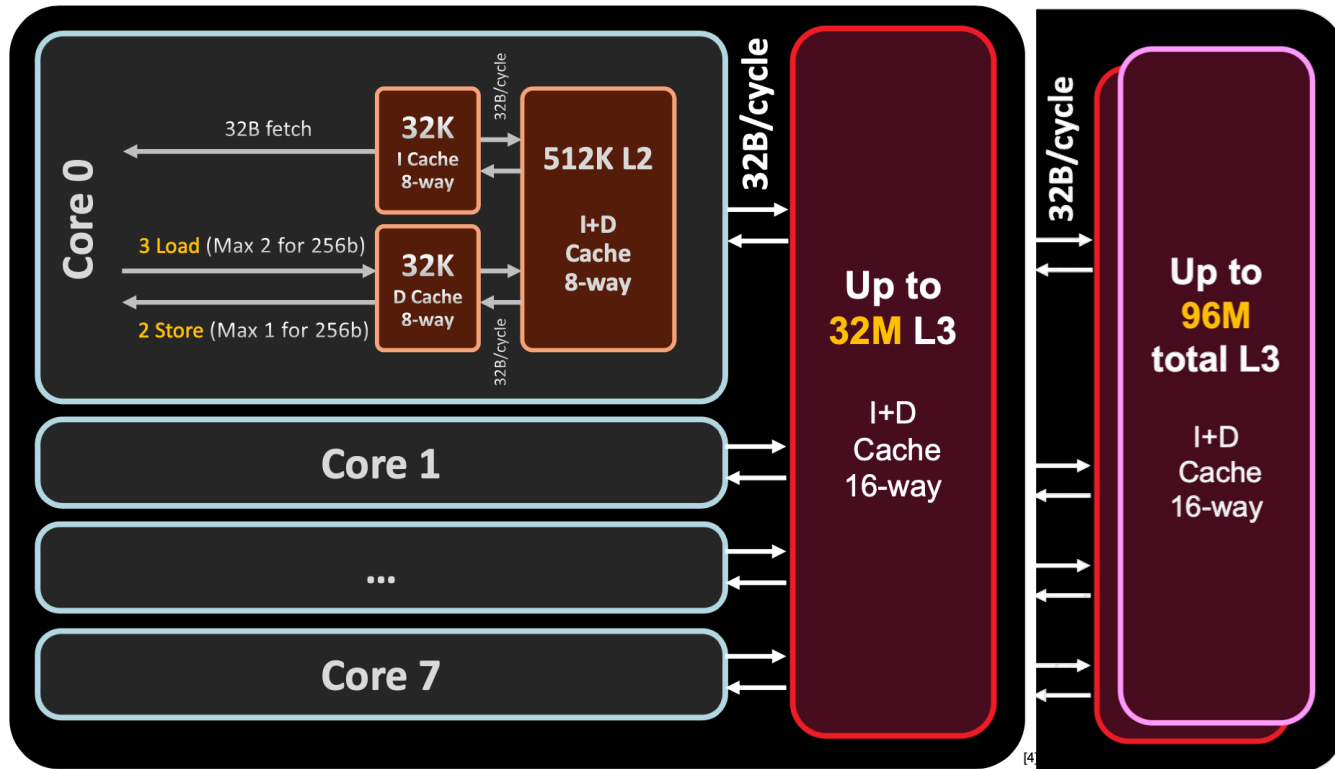 Core 0
32B fetch
32K
I Cache
8-way
32B/cycle
512K L2
I+D
Cache
8-way
3 Load (Max 2 for 256b)
2 Store (Max 1 for 256b)
32K
D Cache
8-way
32B/cycle
Core 1
...
Core 7
32B/cycle
Up to
32M L3
I+D
Cache
16-way
[4]
32B/cycle
Up to
96M
total L3
I+D
Cache
16-way